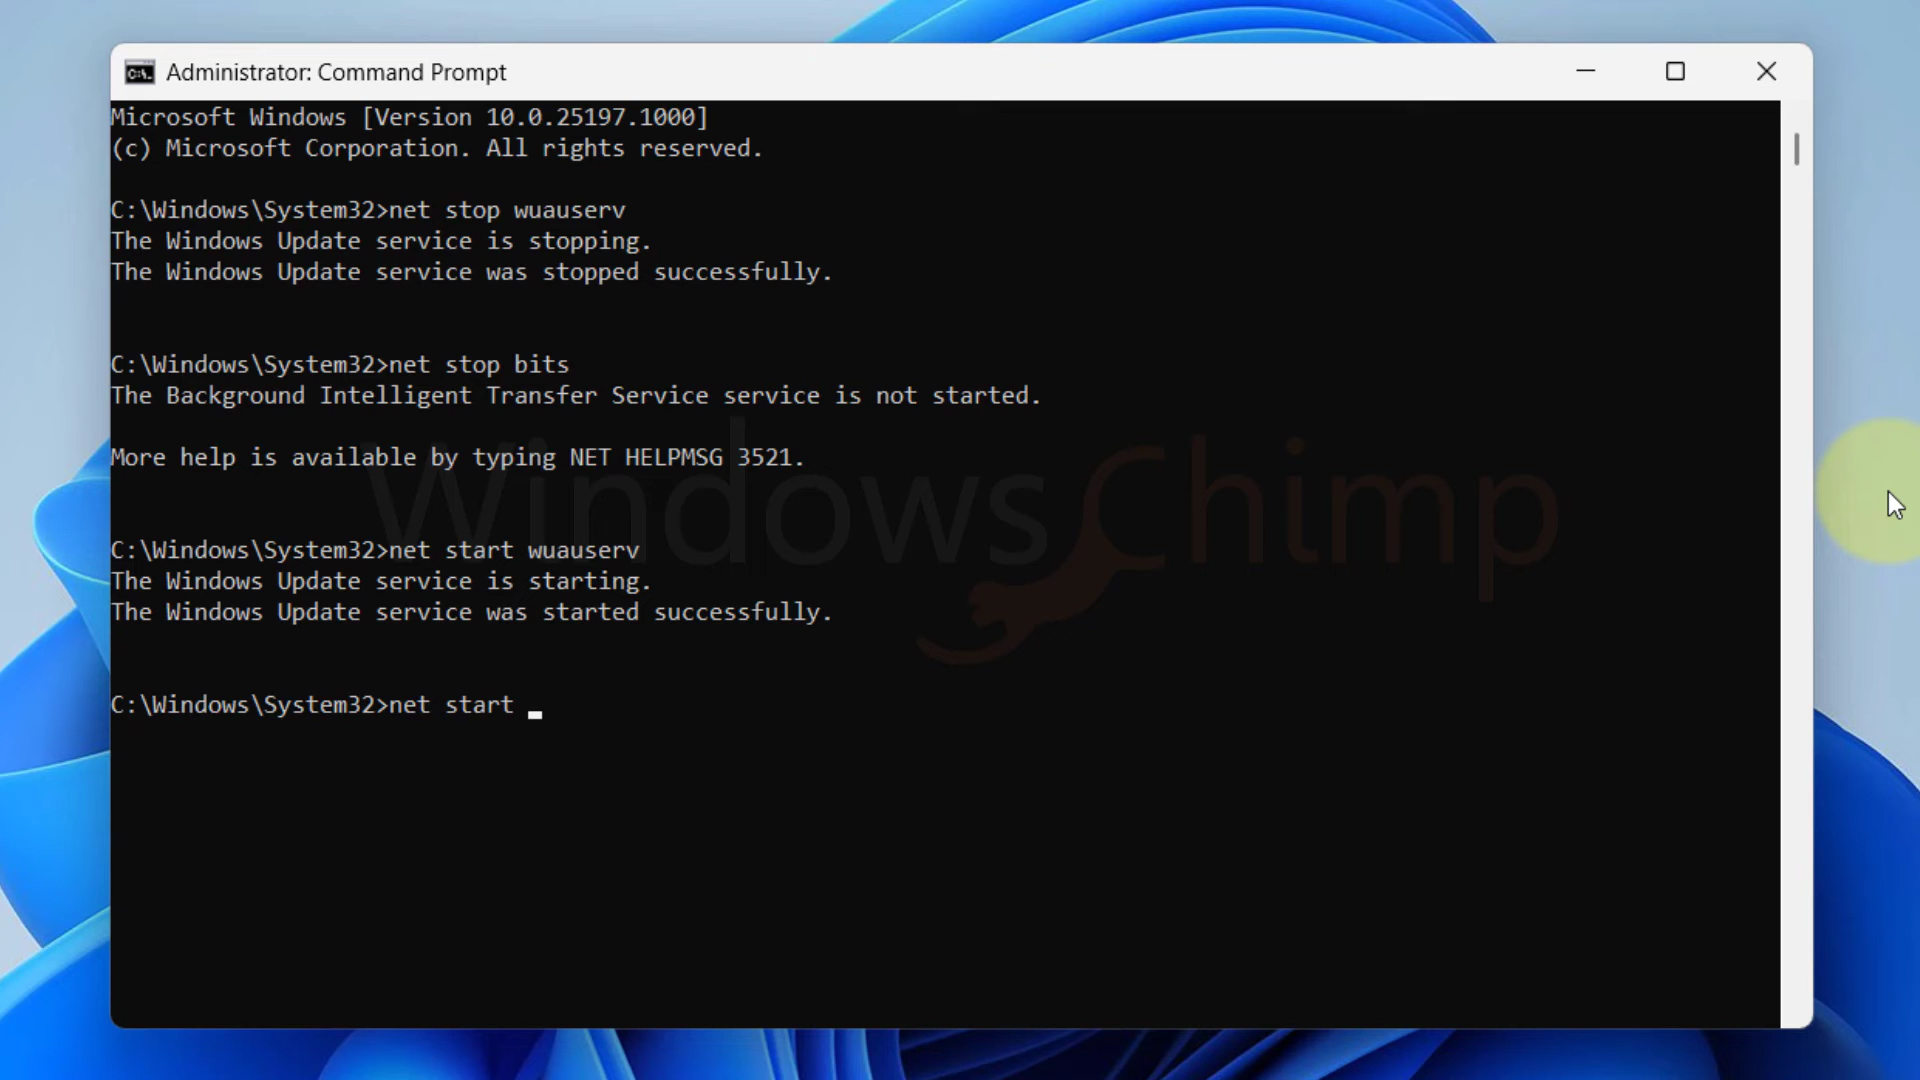 Administrator: Command Prompt
Microsoft Windows [Version 10.0.25197.1000]
(c) Microsoft Corporation. All rights reserved.
C:\Windows\System32>net stop wuauserv
The Windows Update service is stopping.
The Windows Update service was stopped successfully.
C:\Windows\System32>net stop bits
The Background Intelligent Transfer Service service is not started.
More help is available by typing NET HELPMSG 3521.
WindowsChimp
C:\Windows\System32>net start wuauserv
The Windows Update service is starting.
The Windows Update service was started successfully.
C:\Windows\System32>net start _